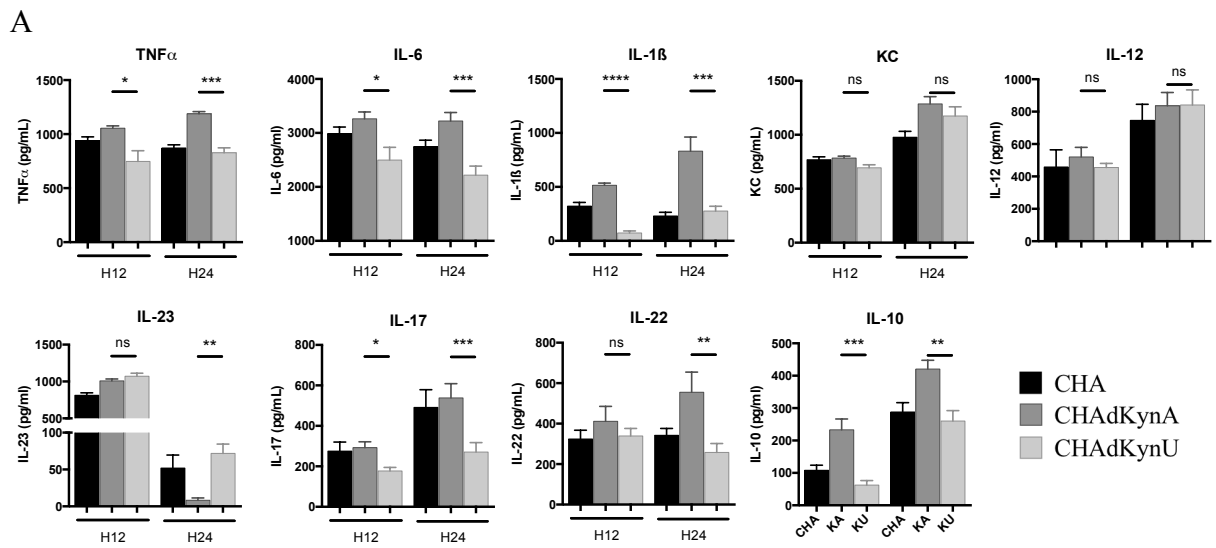 A
TNFα
TNFα (pg/mL)
1500
1000
500
0
*
***
H12
H24
IL-6
IL-6 (pg/mL)
4000
3000
2000
1000
*
***
H12
H24
IL-1ß
IL-1ß (pg/mL)
1500
1000
500
0
****
***
H12
H24
KC
KC (pg/mL)
1500
1000
500
0
ns
ns
H12
H24
IL-12
IL-12 (pg/ml)
1000
800
600
400
200
0
ns
ns
IL-23
IL-23 (pg/ml)
1500
1000
500
100
50
0
ns
**
H12
H24
IL-17
IL-17 (pg/mL)
800
600
400
200
0
*
***
H12
H24
IL-22
IL-22 (pg/mL)
800
600
400
200
0
ns
**
H12
H24
IL-10
IL-10 (pg/ml)
500
400
300
200
100
0
***
**
CHA
KA
KU
CHA
KA
KU
CHA
CHAdKynA
CHAdKynU